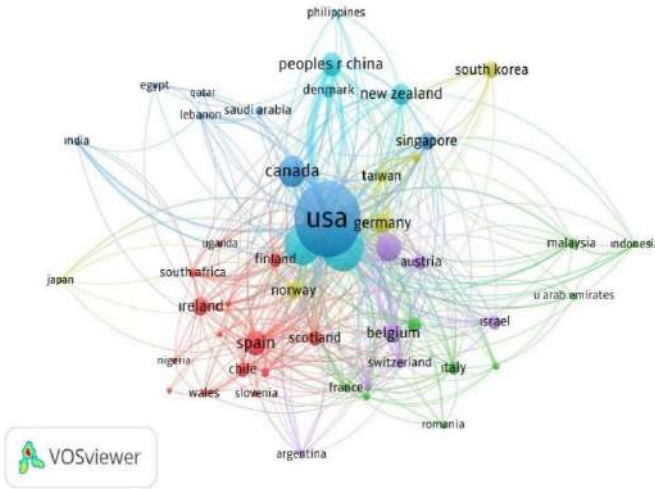 philippines
peoples r china
south korea
egypt
qatar
denmark
new zealand
lebanon
saudi arabia
india
singapore
canada
taiwan
usa
germany
uganda
malaysia
indonesia
finland
austria
south africa
japan
norway
u arab emirates
ireland
israel
spain
scotland
belgium
nigeria
chile
switzerland
italy
wales
slovenia
france
romania
argentina
VOSviewer